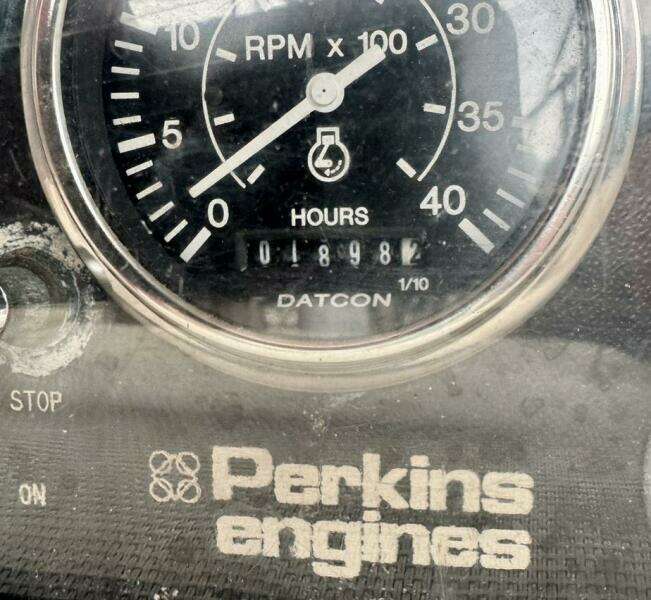 10
30
RPM x 100
5
35
0
40
HOURS
018982
1/10
DATCON
STOP
ON
Perkins
engines